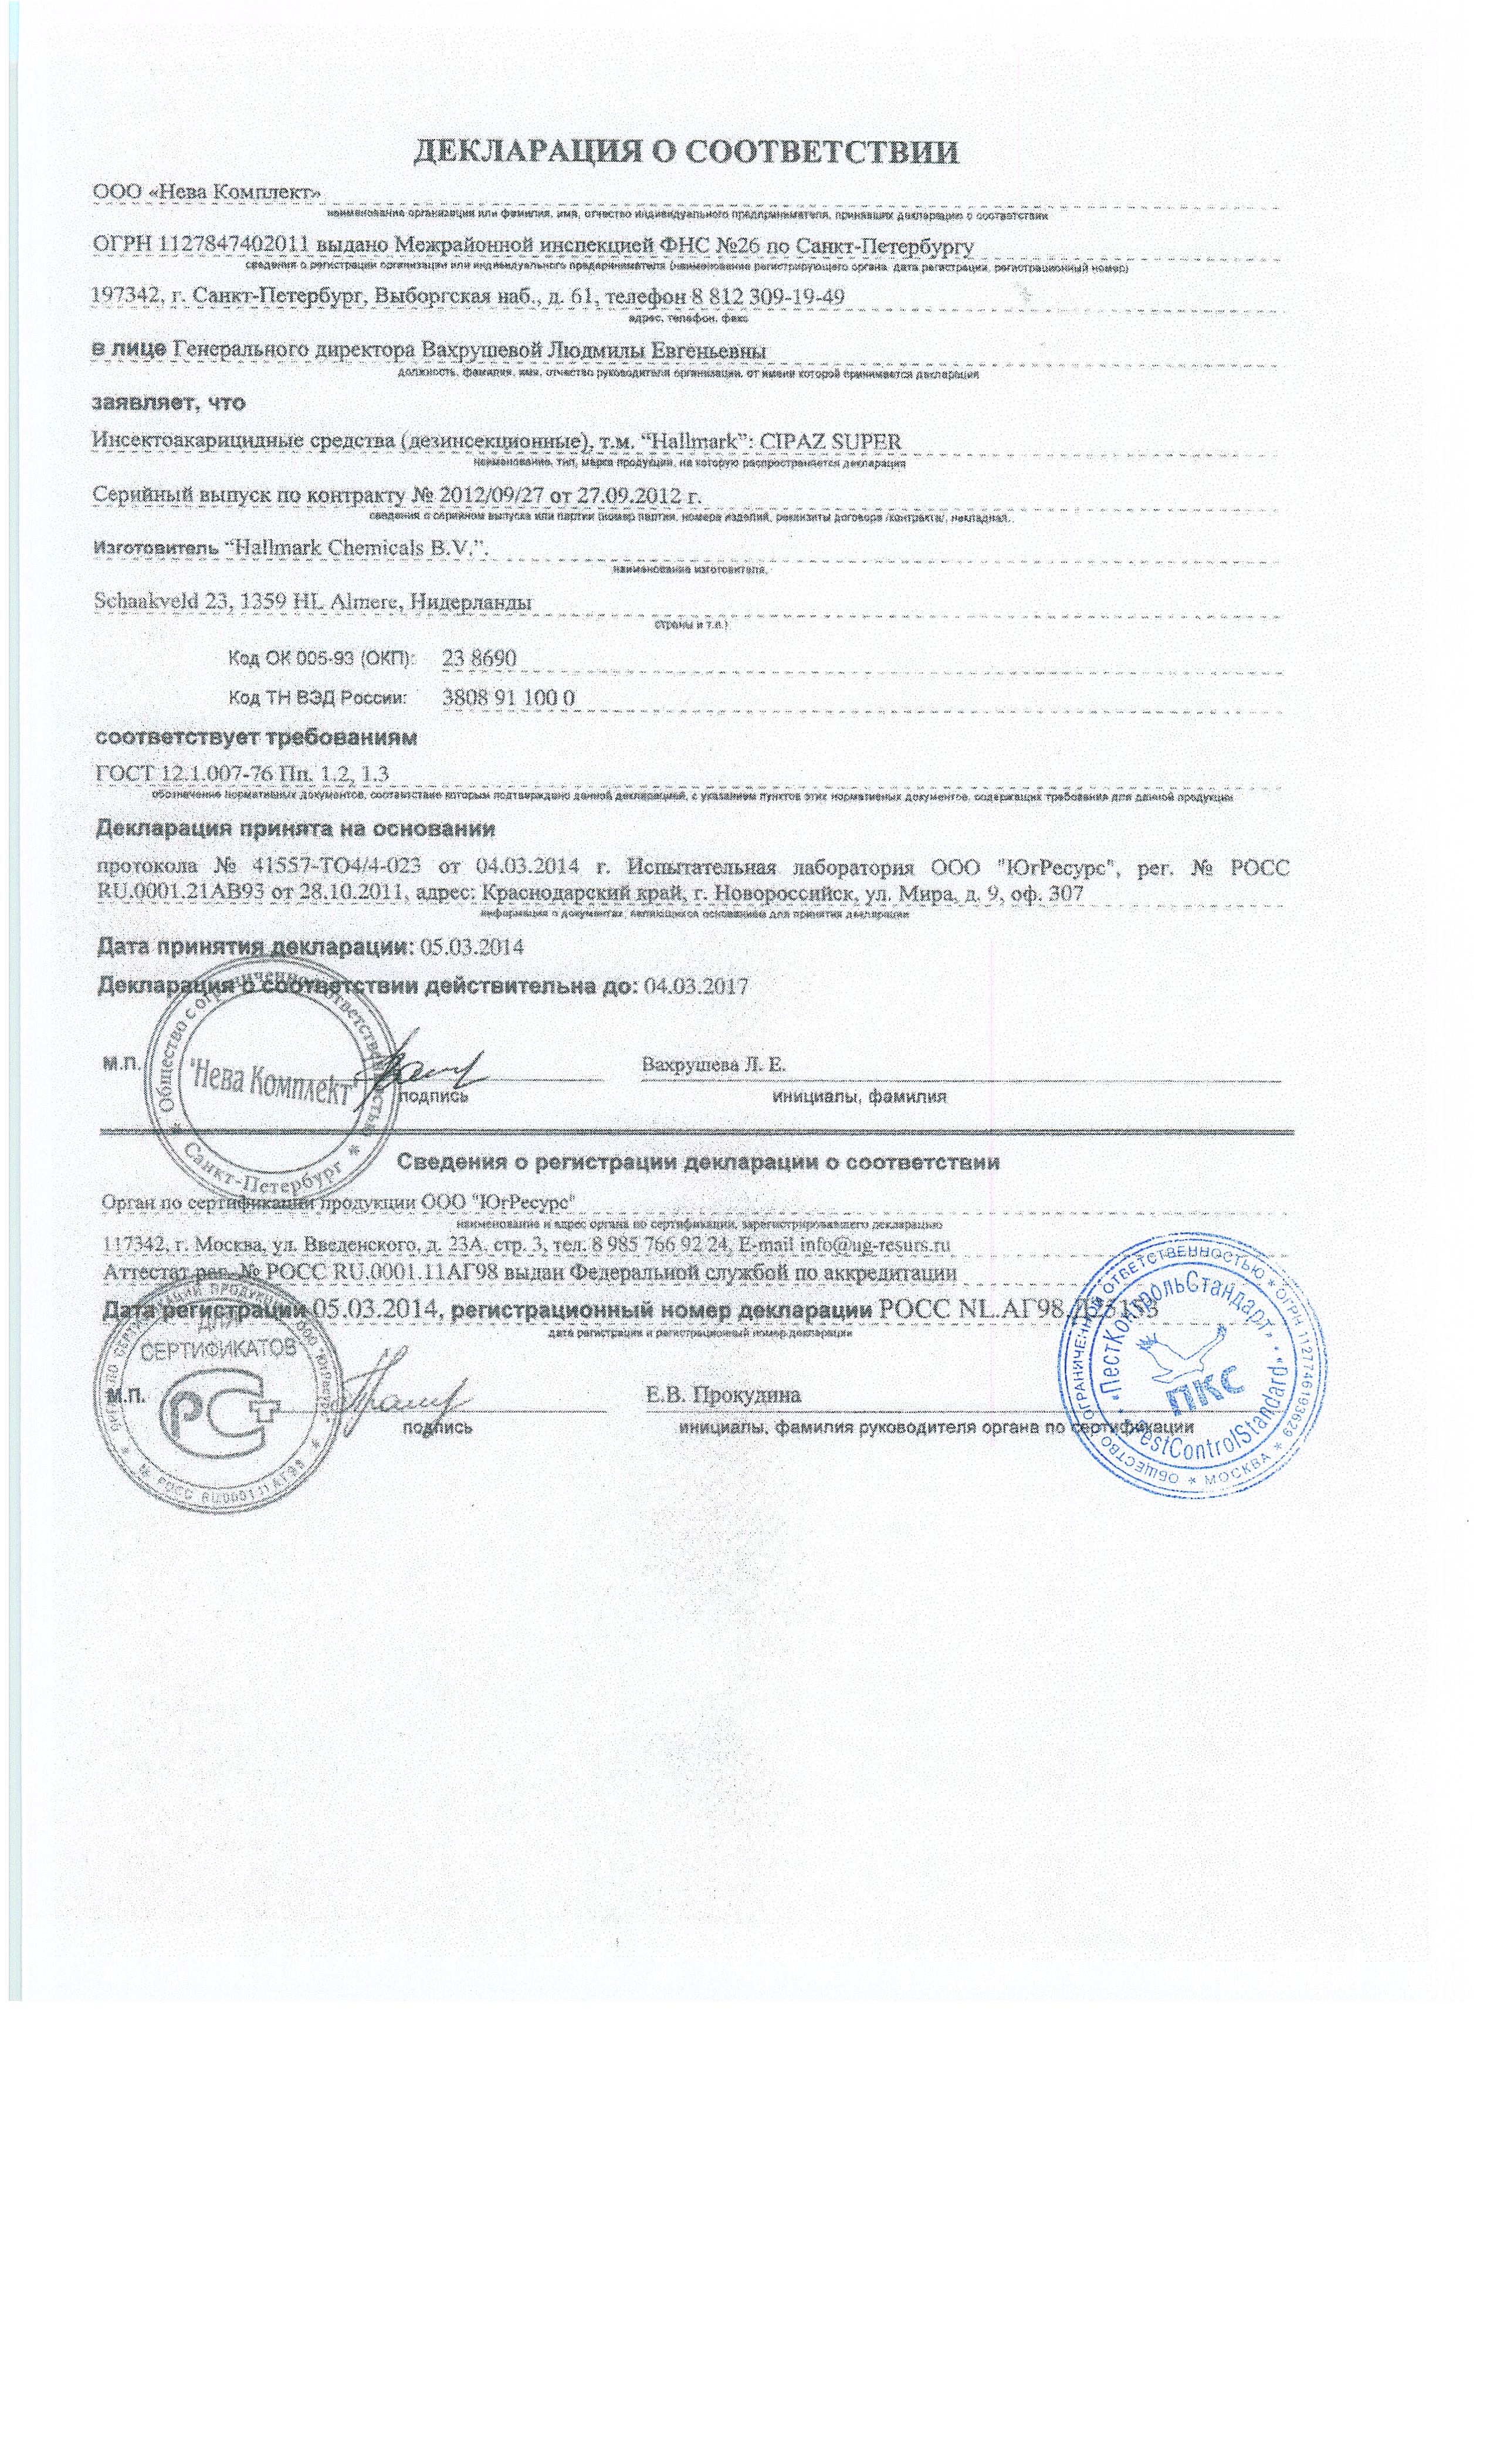 ДЕКЛАРАЦИЯ О СООТВЕТСТВИИ
ООО «Нева Комплект»
наименование организации или фамилия, имя, отчество индивидуального предпринимателя, принявших декларацию о соответствии
ОГРН 1127847402011 выдано Межрайонной инспекцией ФНС №26 по Санкт-Петербургу
сведения о регистрации организации или индивидуального предпринимателя (наименование регистрирующего органа, дата регистрации, регистрационный номер)
197342, г. Санкт-Петербург, Выборгская наб., д. 61, телефон 8 812 309-19-49
адрес, телефон, факс
в лице Генерального директора Вахрушевой Людмилы Евгеньевны
должность, фамилия, имя, отчество руководителя организации, от имени которой принимается декларация
заявляет, что
Инсектоакарицидные средства (дезинсекционные), т.м. “Hallmark”: CIPAZ SUPER
наименование, тип, марка продукции, на которую распространяется декларация
Серийный выпуск по контракту № 2012/09/27 от 27.09.2012 г.
сведения о серийном выпуске или партии (номер партии, номера изделий, реквизиты договора /контракта/, накладная,
Изготовитель “Hallmark Chemicals B.V.”.
наименование изготовителя,
Schaakveld 23, 1359 HL Almere, Нидерланды
страны и т.п.)
Код ОК 005-93 (ОКП): 23 8690
Код ТН ВЭД России: 3808 91 100 0
соответствует требованиям
ГОСТ 12.1.007-76 Пп. 1.2, 1.3
обозначение нормативных документов, соответствие которым подтверждено данной декларацией, с указанием пунктов этих нормативных документов, содержащих требования для данной продукции
Декларация принята на основании
протокола № 41557-ТО4/4-023 от 04.03.2014 г. Испытательная лаборатория ООО "ЮгРесурс", рег. № РОСС
RU.0001.21АВ93 от 28.10.2011, адрес: Краснодарский край, г. Новороссийск, ул. Мира, д. 9, оф. 307
информация о документах, являющихся основанием для принятия декларации
Дата принятия декларации: 05.03.2014
Декларация о соответствии действительна до: 04.03.2017
Общество с ограниченной ответственностью
"Нева Комплект"
* Санкт-Петербург *
М.П.
Вахрушева Л. Е.
подпись
инициалы, фамилия
Сведения о регистрации декларации о соответствии
Орган по сертификации продукции ООО "ЮгРесурс"
наименование и адрес органа по сертификации, зарегистрировавшего декларацию
117342, г. Москва, ул. Введенского, д. 23А, стр. 3, тел. 8 985 766 92 24, E-mail info@ug-resurs.ru
Аттестат рег. № РОСС RU.0001.11АГ98 выдан Федеральной службой по аккредитации
Дата регистрации 05.03.2014, регистрационный номер декларации РОСС NL.АГ98
дата регистрации и регистрационный номер декларации
ОРГАН ПО СЕРТИФИКАЦИИ ПРОДУКЦИИ ООО "ЮгРесурс"
ДЛЯ
СЕРТИФИКАТОВ
* № РОСС RU.0001.11АГ98 *
М.П.
Е.В. Прокудина
подпись
инициалы, фамилия руководителя органа по сертификации
ОБЩЕСТВО С ОГРАНИЧЕННОЙ ОТВЕТСТВЕННОСТЬЮ * ОГРН 1127746193629 * МОСКВА *
«ПестКонтрольСтандарт»
ПКС
«PestControlStandard»